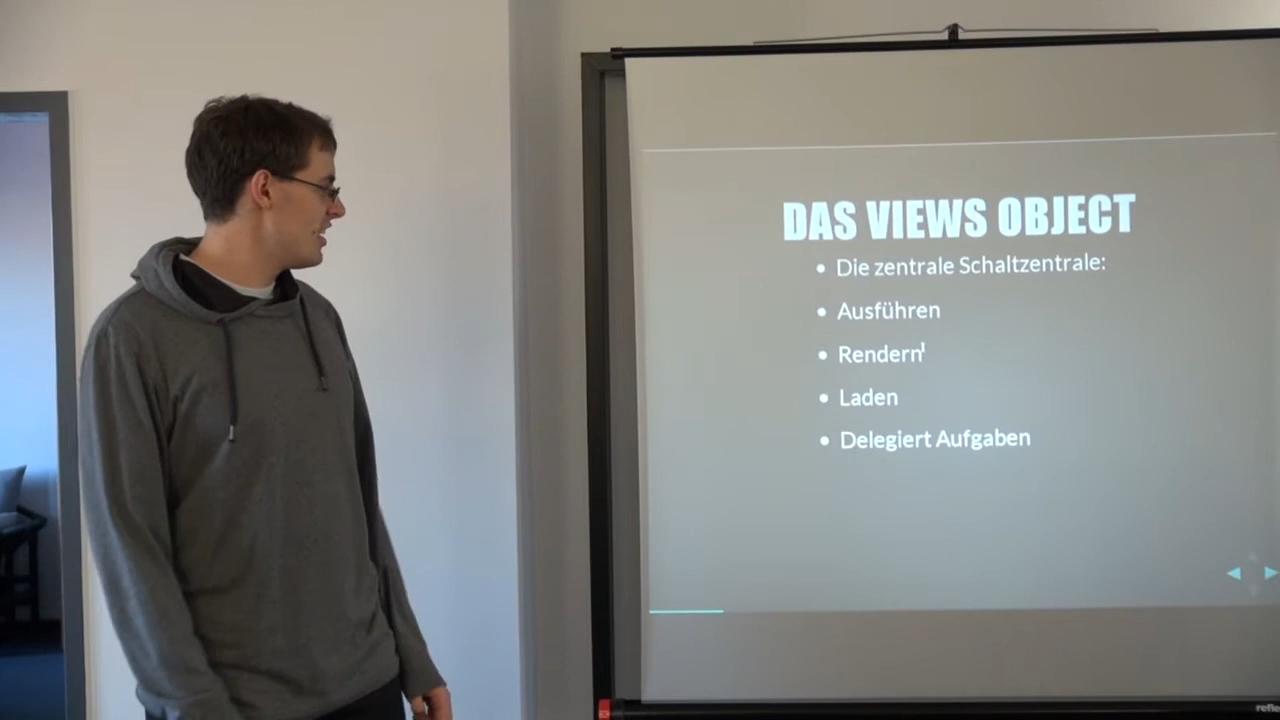 DAS VIEWS OBJECT
• Die zentrale Schaltzentrale:
• Ausführen
• Rendern
• Laden
• Delegiert Aufgaben